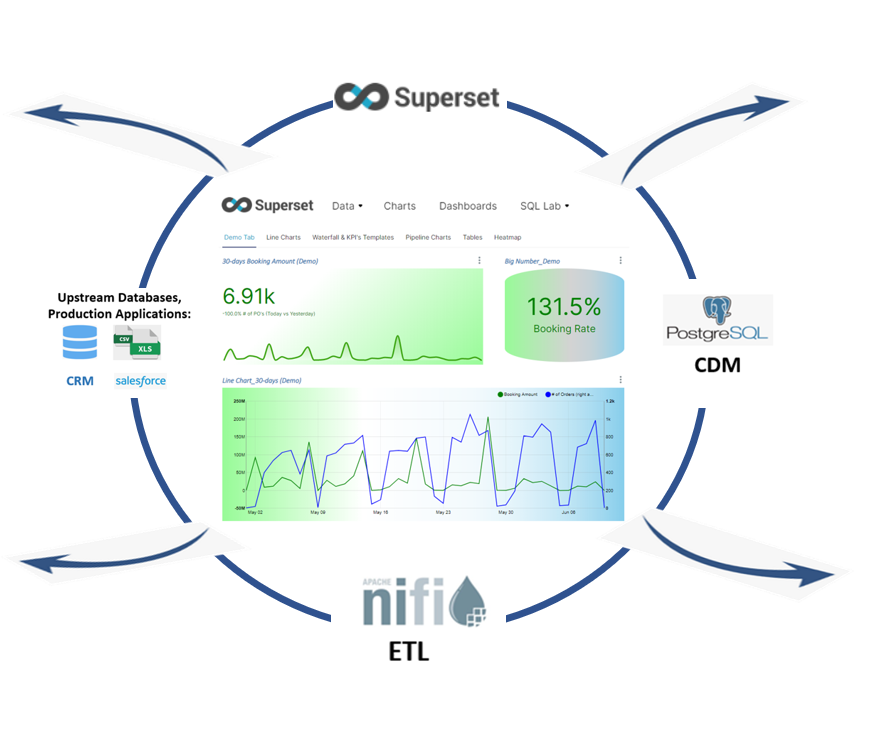 Superset
Superset
Data
Charts
Dashboards
SQL Lab
Demo Tab
Line Charts
Waterfall & KPI's Templates
Pipeline Charts
Tables
Heatmap
30-days Booking Amount (Demo)
6.91k
-100.0% # of PO's (Today vs Yesterday)
Big Number_Demo
131.5%
Booking Rate
Line Chart_30-days (Demo)
Booking Amount
# of Orders (right a...
250M
200M
150M
100M
50M
0
-50M
1.2k
1k
800
600
400
200
0
May 02
May 09
May 16
May 23
May 30
Jun 06
Upstream Databases,
Production Applications:
CSV
XLS
CRM
salesforce
PostgreSQL
CDM
APACHE
nifi
ETL